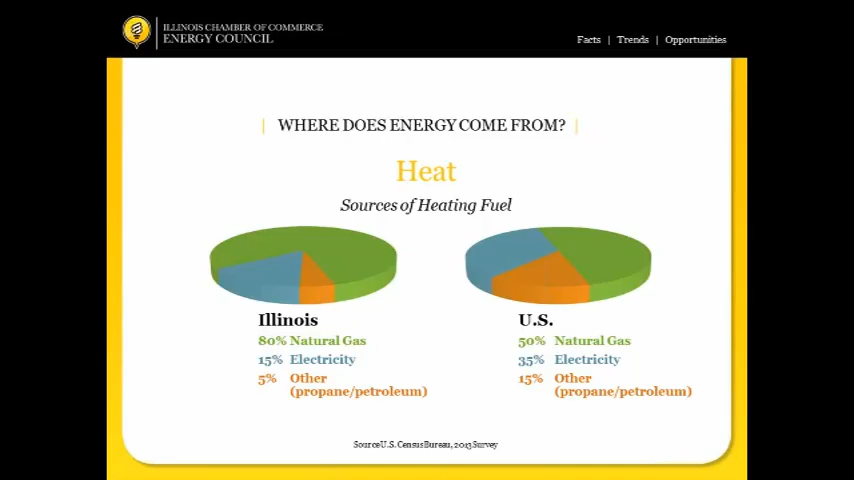 ILLINOIS CHAMBER OF COMMERCE
ENERGY COUNCIL
Facts | Trends | Opportunities
WHERE DOES ENERGY COME FROM?
Heat
Sources of Heating Fuel
Illinois
80% Natural Gas
15% Electricity
5% Other
(propane/petroleum)
U.S.
50% Natural Gas
35% Electricity
15% Other
(propane/petroleum)
Source U.S. Census Bureau, 2013 Survey